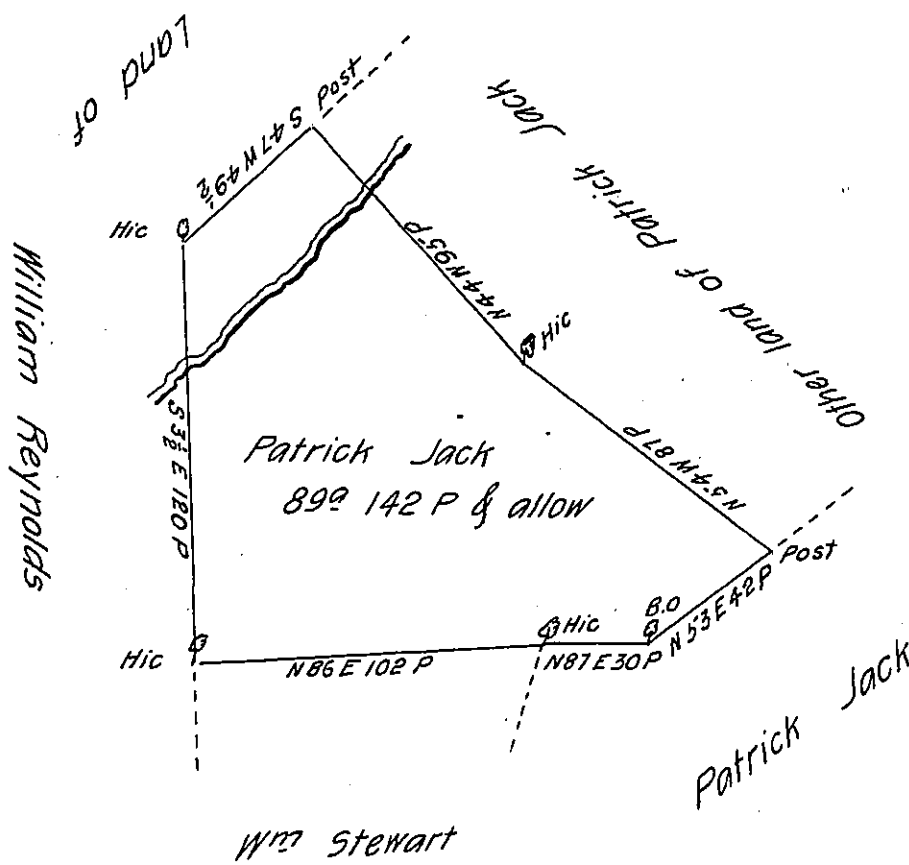 Land of
William Reynolds
S 47 W 49½
Post
Hic
Other land of Patrick Jack
N 44 W 95 P
Hic
N 54 W 87 P
S 3½ E 120 P
Patrick Jack
89a 142 P & allow
Post
B.O
N 53 E 42 P
Hic
Hic
N 87 E 30 P
N 86 E 102 P
Patrick Jack
Wm Stewart